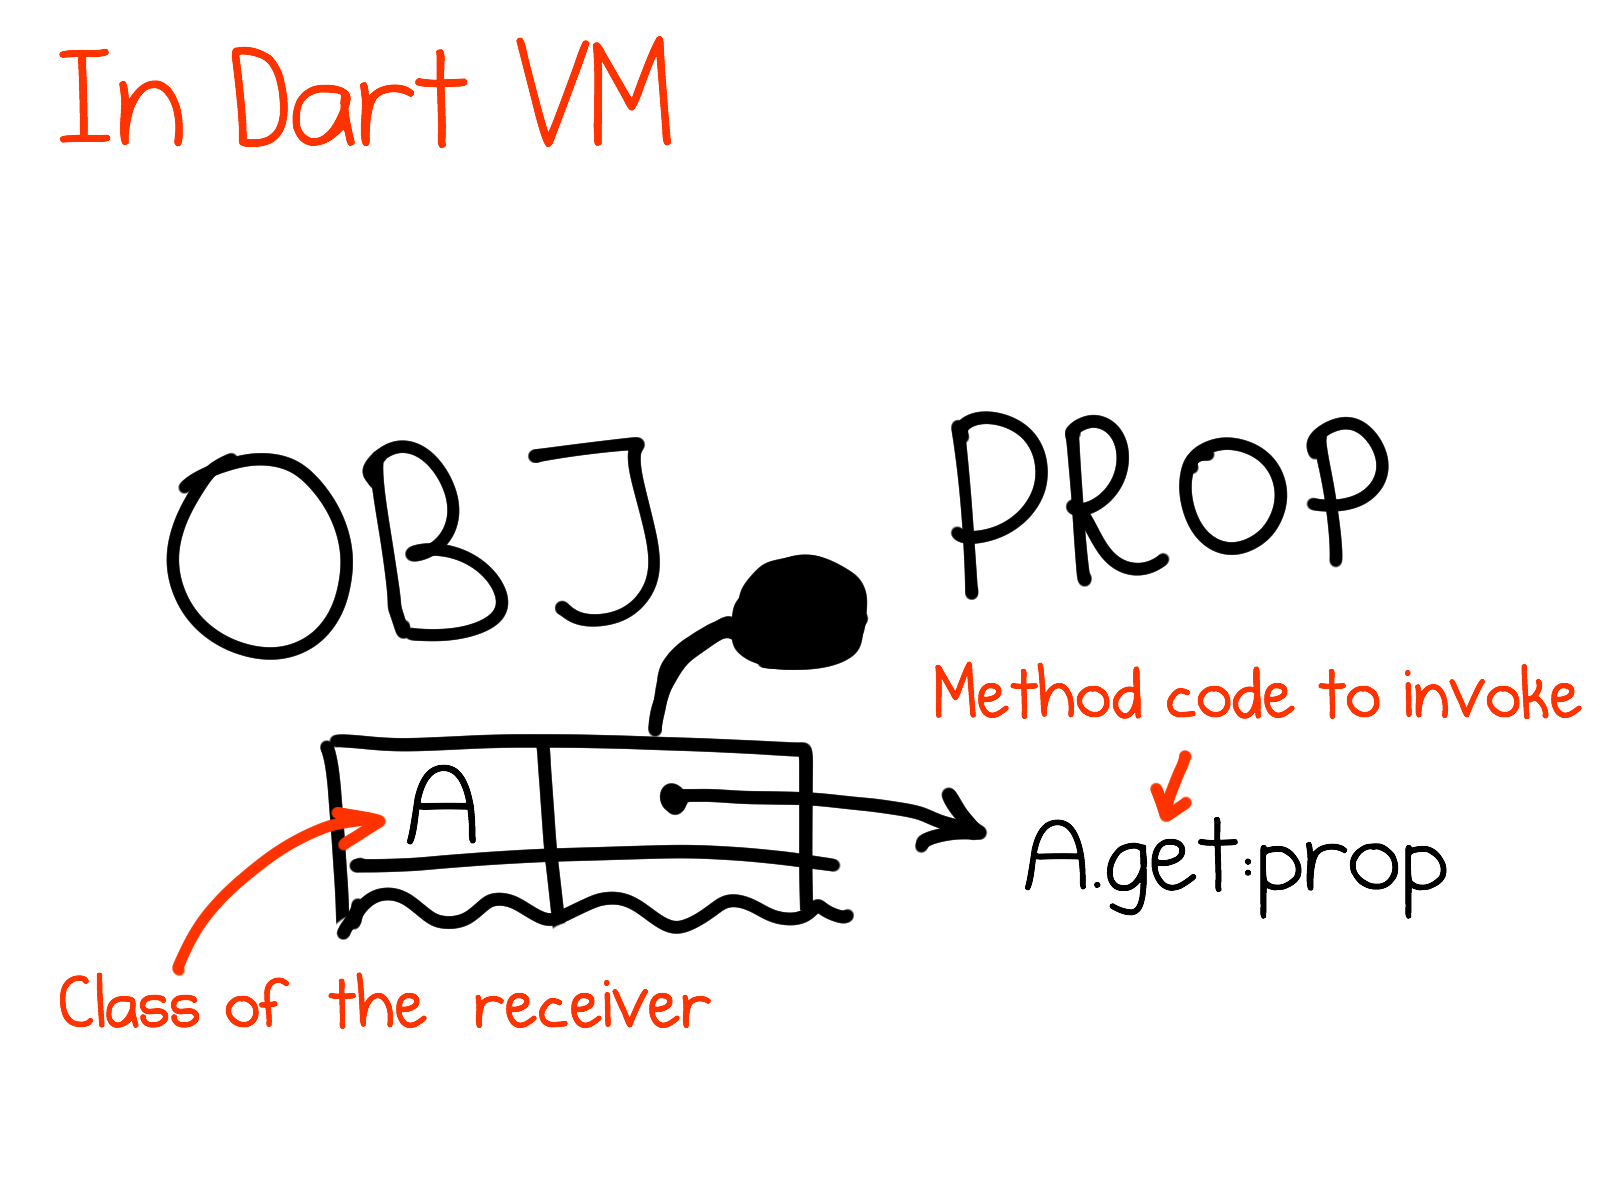 In Dart VM
OBJ . PROP
Method code to invoke
A
A.get:prop
Class of the receiver